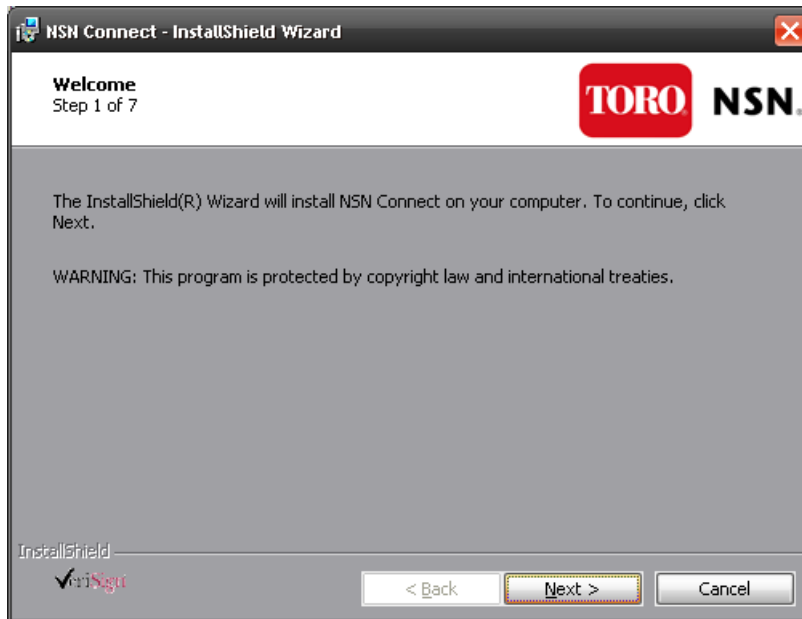 NSN Connect - InstallShield Wizard
Welcome
Step 1 of 7
TORO. NSN.
The InstallShield(R) Wizard will install NSN Connect on your computer. To continue, click
Next.
WARNING: This program is protected by copyright law and international treaties.
InstallShield
VeriSign
< Back Next > Cancel